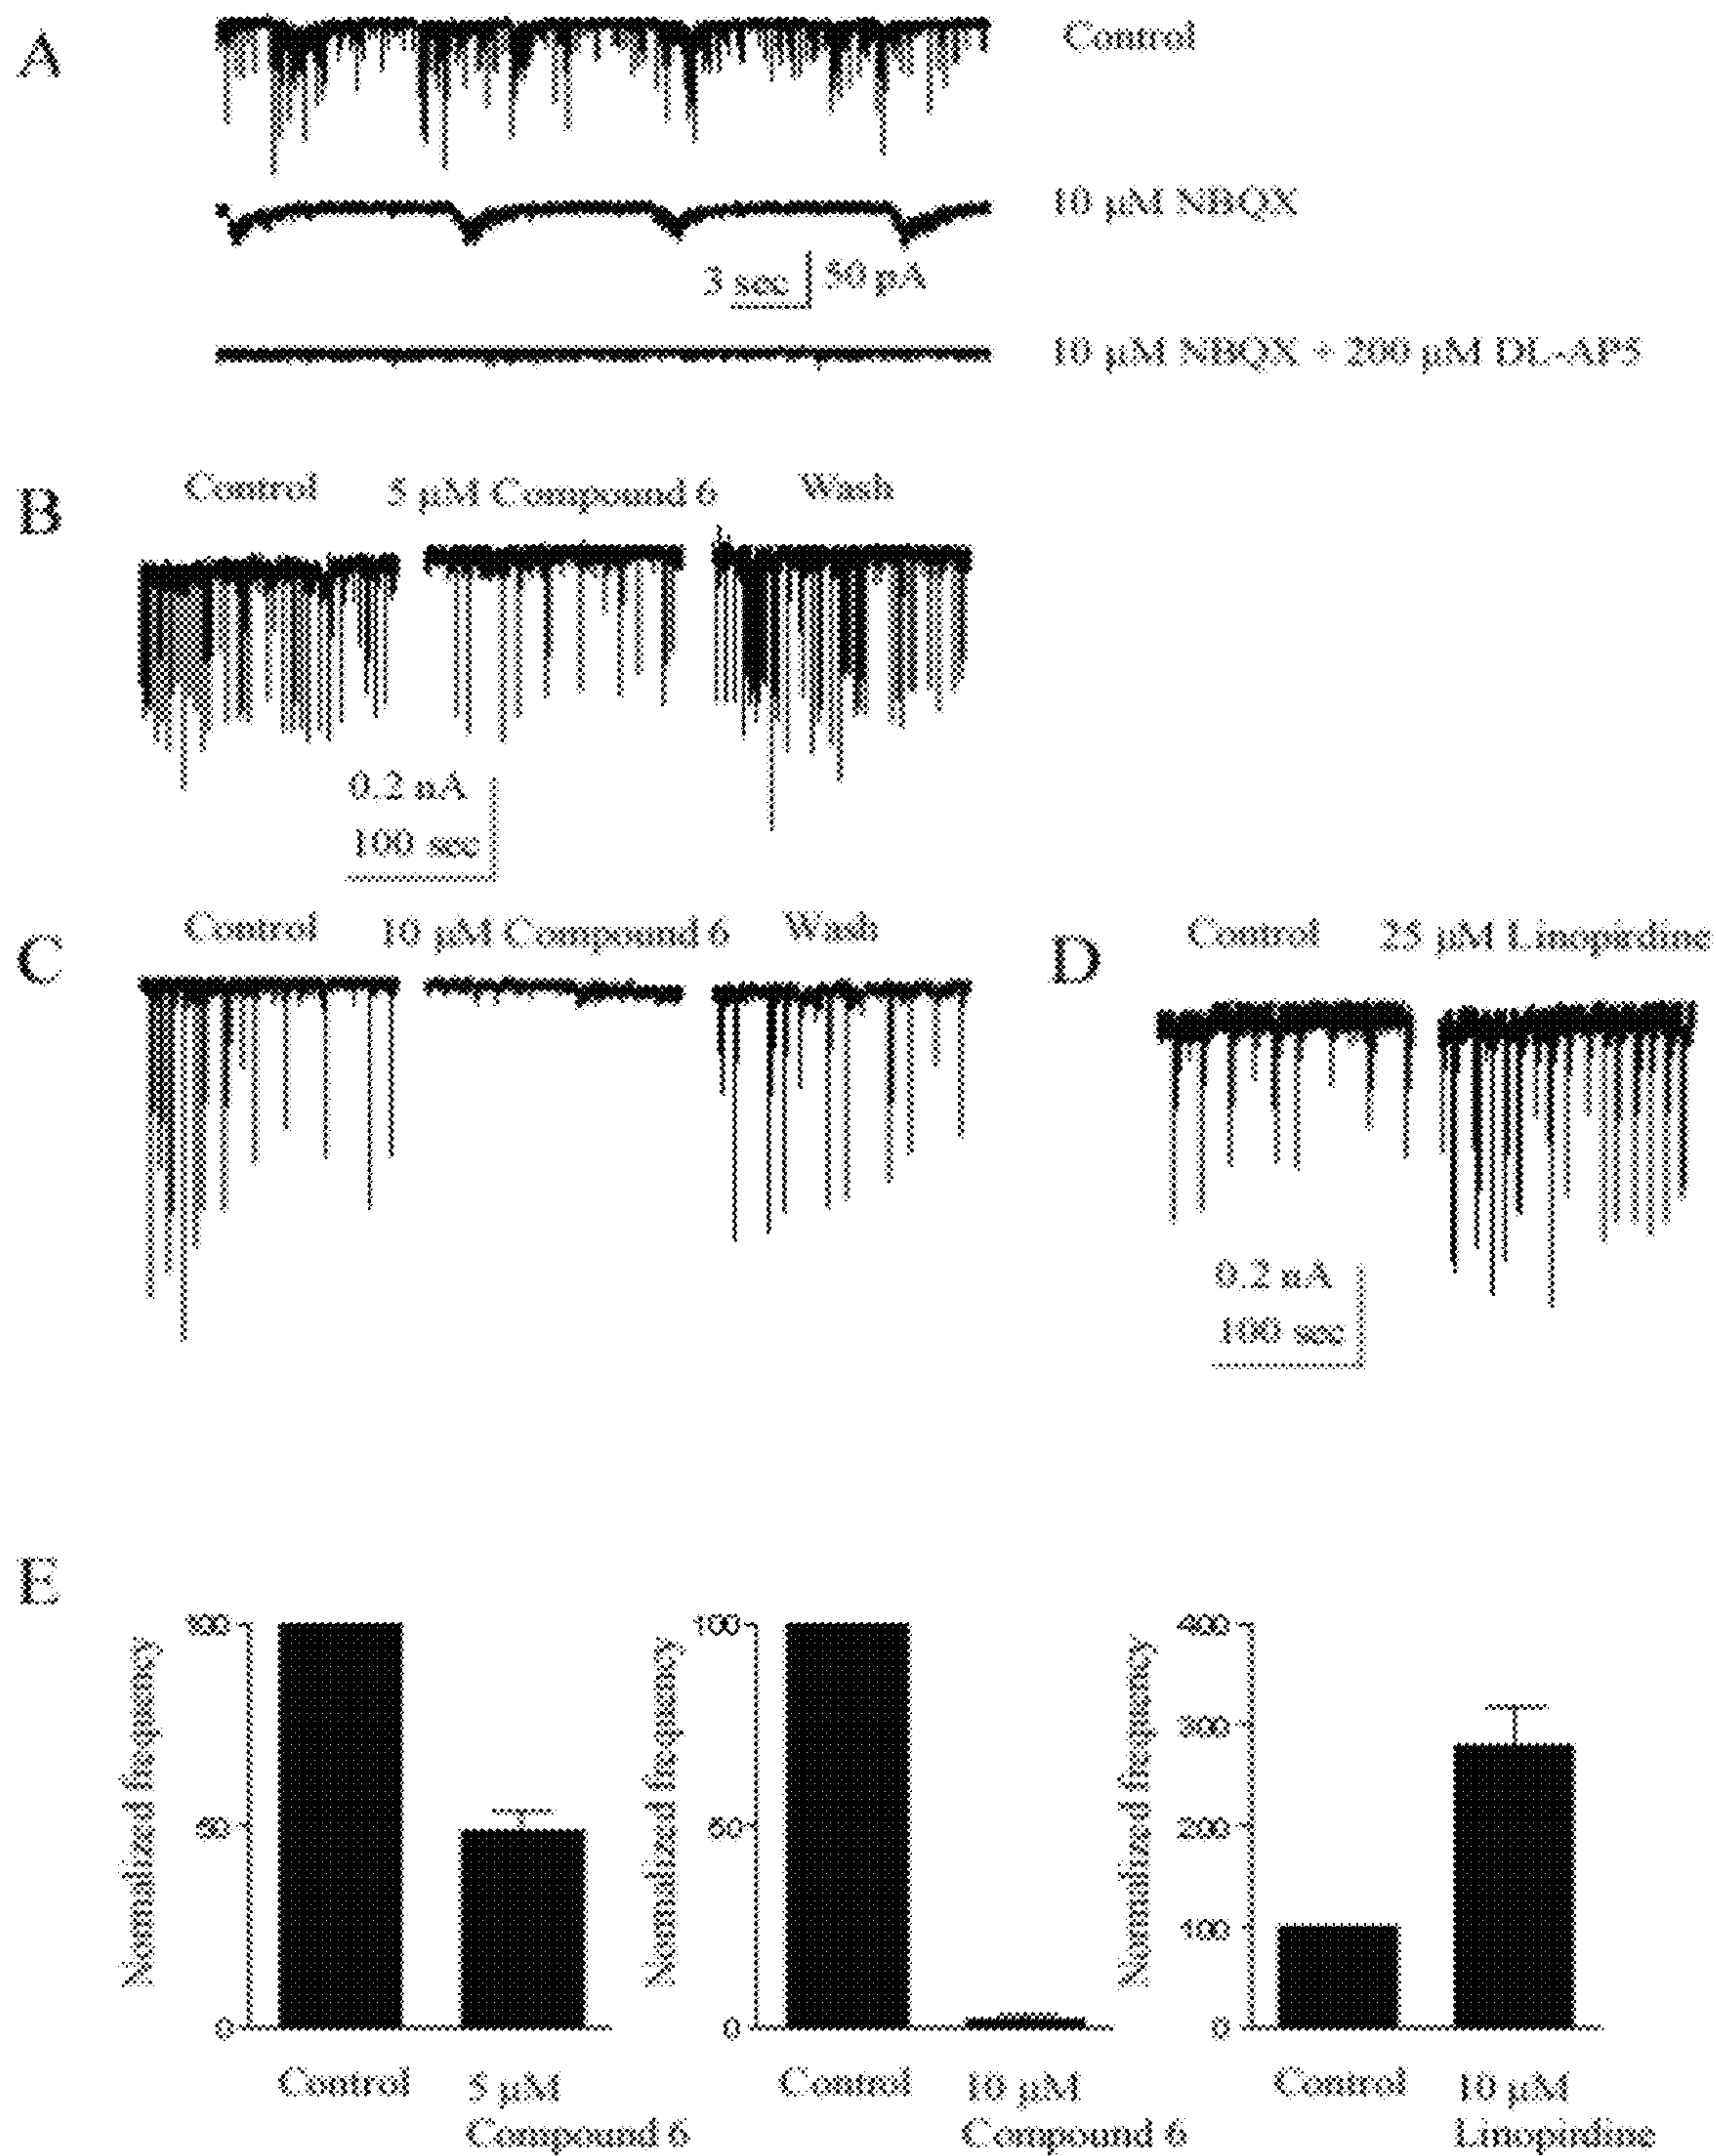 A
Control
10 µM NBQX
3 sec
50 pA
10 µM NBQX + 200 µM DL-AP5
B
Control
5 µM Compound 6
Wash
0.2 nA
100 sec
C
Control
10 µM Compound 6
Wash
D
Control
25 µM Linopirdine
0.2 nA
100 sec
E
Normalized frequency
100
50
0
Control
5 µM
Compound 6
Normalized frequency
100
50
0
Control
10 µM
Compound 6
Normalized frequency
400
300
200
100
0
Control
10 µM
Linopirdine